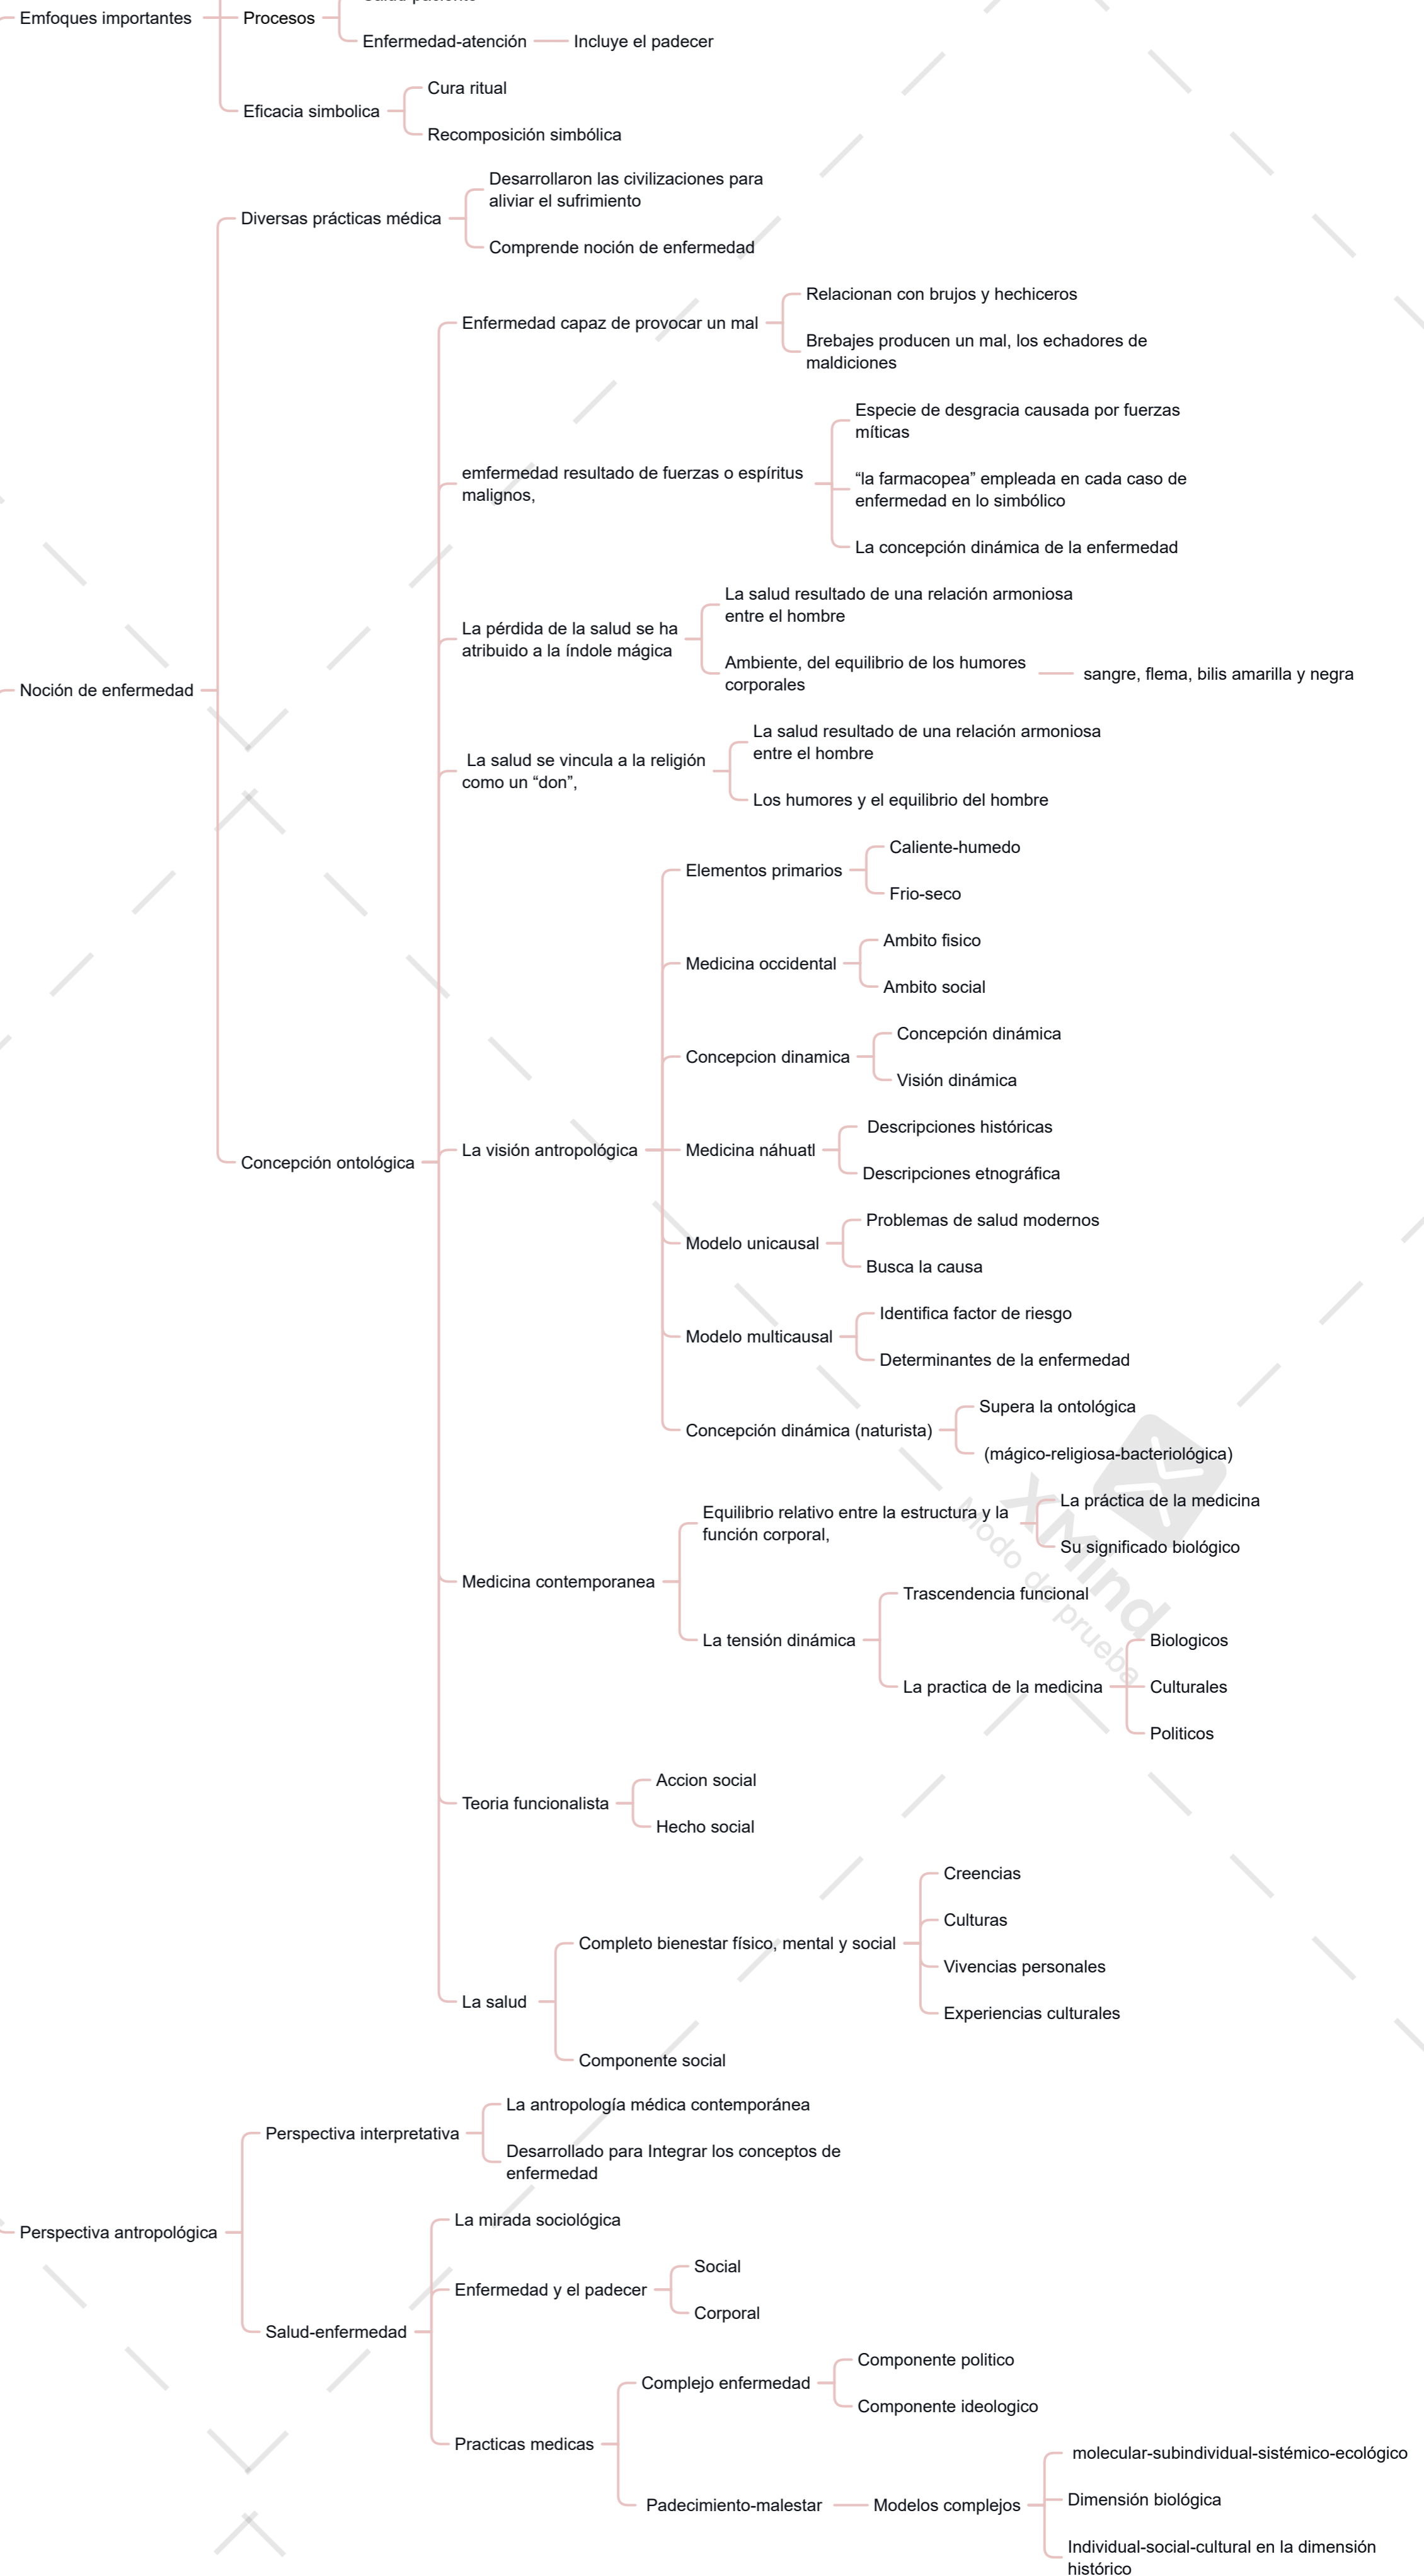 Emfoques importantes
Procesos
Enfermedad-atención
Incluye el padecer
Eficacia simbolica
Cura ritual
Recomposición simbólica
Noción de enfermedad
Diversas prácticas médica
Desarrollaron las civilizaciones para
aliviar el sufrimiento
Comprende noción de enfermedad
Concepción ontológica
Enfermedad capaz de provocar un mal
Relacionan con brujos y hechiceros
Brebajes producen un mal, los echadores de
maldiciones
emfermedad resultado de fuerzas o espíritus
malignos,
Especie de desgracia causada por fuerzas
míticas
“la farmacopea” empleada en cada caso de
enfermedad en lo simbólico
La concepción dinámica de la enfermedad
La pérdida de la salud se ha
atribuido a la índole mágica
La salud resultado de una relación armoniosa
entre el hombre
Ambiente, del equilibrio de los humores
corporales
sangre, flema, bilis amarilla y negra
La salud se vincula a la religión
como un “don”,
La salud resultado de una relación armoniosa
entre el hombre
Los humores y el equilibrio del hombre
La visión antropológica
Elementos primarios
Caliente-humedo
Frio-seco
Medicina occidental
Ambito fisico
Ambito social
Concepcion dinamica
Concepción dinámica
Visión dinámica
Medicina náhuatl
Descripciones históricas
Descripciones etnográfica
Modelo unicausal
Problemas de salud modernos
Busca la causa
Modelo multicausal
Identifica factor de riesgo
Determinantes de la enfermedad
Concepción dinámica (naturista)
Supera la ontológica
(mágico-religiosa-bacteriológica)
Medicina contemporanea
Equilibrio relativo entre la estructura y la
función corporal,
La práctica de la medicina
Su significado biológico
La tensión dinámica
Trascendencia funcional
La practica de la medicina
Biologicos
Culturales
Politicos
Teoria funcionalista
Accion social
Hecho social
La salud
Completo bienestar físico, mental y social
Creencias
Culturas
Vivencias personales
Experiencias culturales
Componente social
Perspectiva antropológica
Perspectiva interpretativa
La antropología médica contemporánea
Desarrollado para Integrar los conceptos de
enfermedad
Salud-enfermedad
La mirada sociológica
Enfermedad y el padecer
Social
Corporal
Practicas medicas
Complejo enfermedad
Componente politico
Componente ideologico
Padecimiento-malestar
Modelos complejos
molecular-subindividual-sistémico-ecológico
Dimensión biológica
Individual-social-cultural en la dimensión
histórico
XMind
Modo de prueba